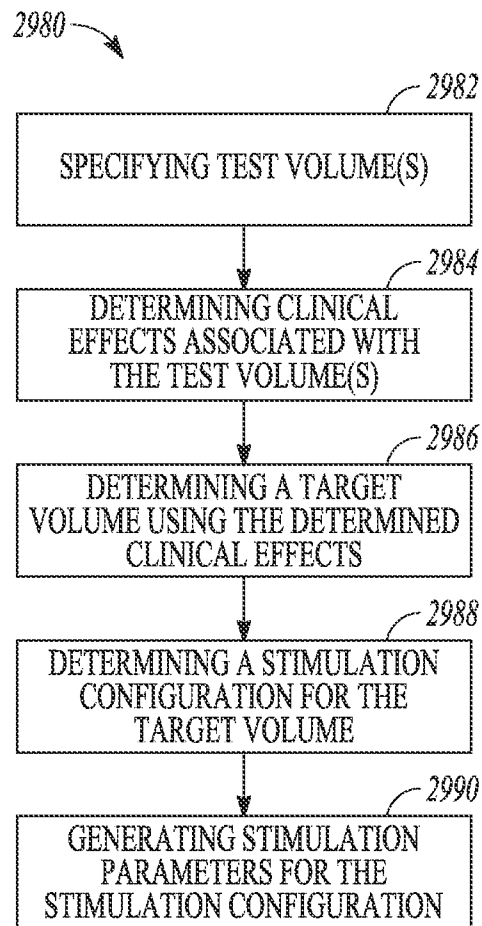 2980
2982
SPECIFYING TEST VOLUME(S)
2984
DETERMINING CLINICAL
EFFECTS ASSOCIATED WITH
THE TEST VOLUME(S)
2986
DETERMINING A TARGET
VOLUME USING THE DETERMINED
CLINICAL EFFECTS
2988
DETERMINING A STIMULATION
CONFIGURATION FOR THE
TARGET VOLUME
2990
GENERATING STIMULATION
PARAMETERS FOR THE
STIMULATION CONFIGURATION